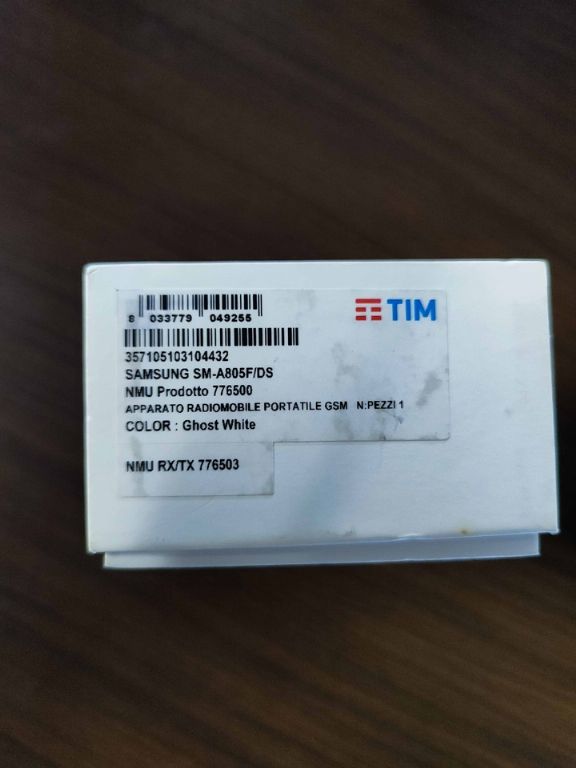 8 033779 049255
TIM
357105103104432
SAMSUNG SM-A805F/DS
NMU Prodotto 776500
APPARATO RADIOMOBILE PORTATILE GSM N:PEZZI 1
COLOR : Ghost White
NMU RX/TX 776503